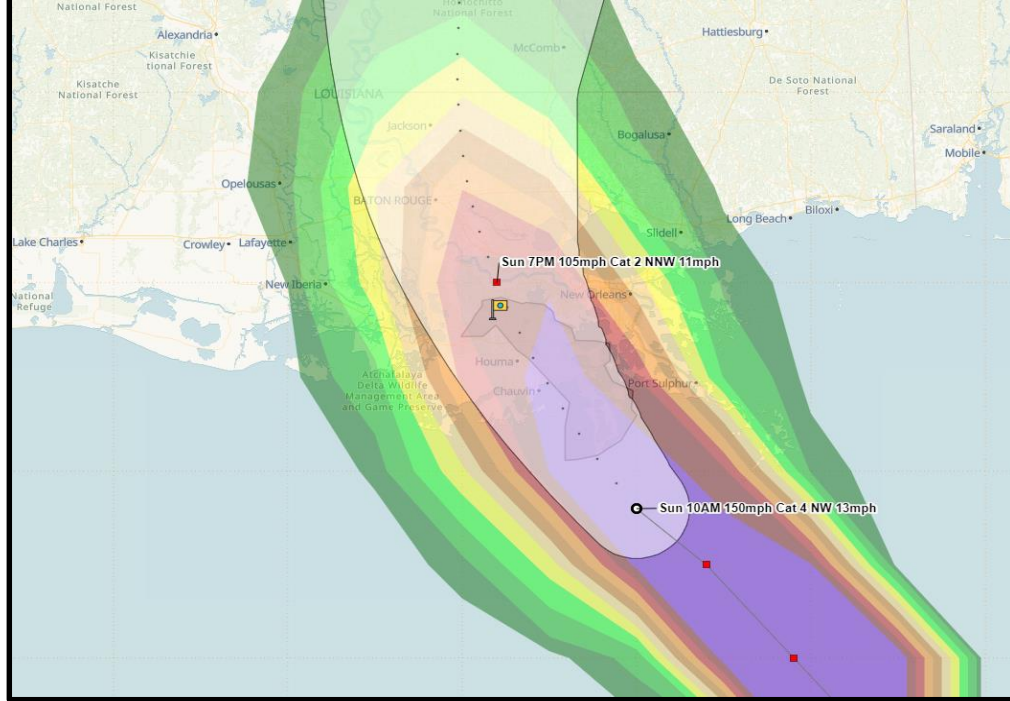 Homochitto
National Forest
National Forest
Alexandria
Kisatchie
tional Forest
Hattiesburg
McComb
Kisatche
National Forest
De Soto National
Forest
LOUISIANA
Jackson
Bogalusa
Saraland
Mobile
Opelousas
BATON ROUGE
Biloxi
Long Beach
Slidell
Lake Charles
Crowley
Lafayette
Sun 7PM 105mph Cat 2 NNW 11mph
New Iberia
New Orleans
National
Refuge
Houma
Atchafalaya
Delta Wildlife
Management Area
and Game Preserve
Port Sulphur
Chauvin
Sun 10AM 150mph Cat 4 NW 13mph